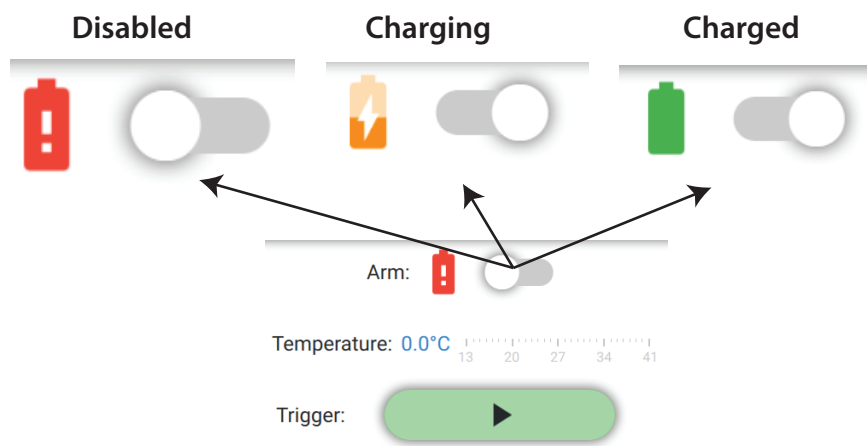 Disabled Charging Charged
Arm:
Temperature: 0.0°C
13 20 27 34 41
Trigger: